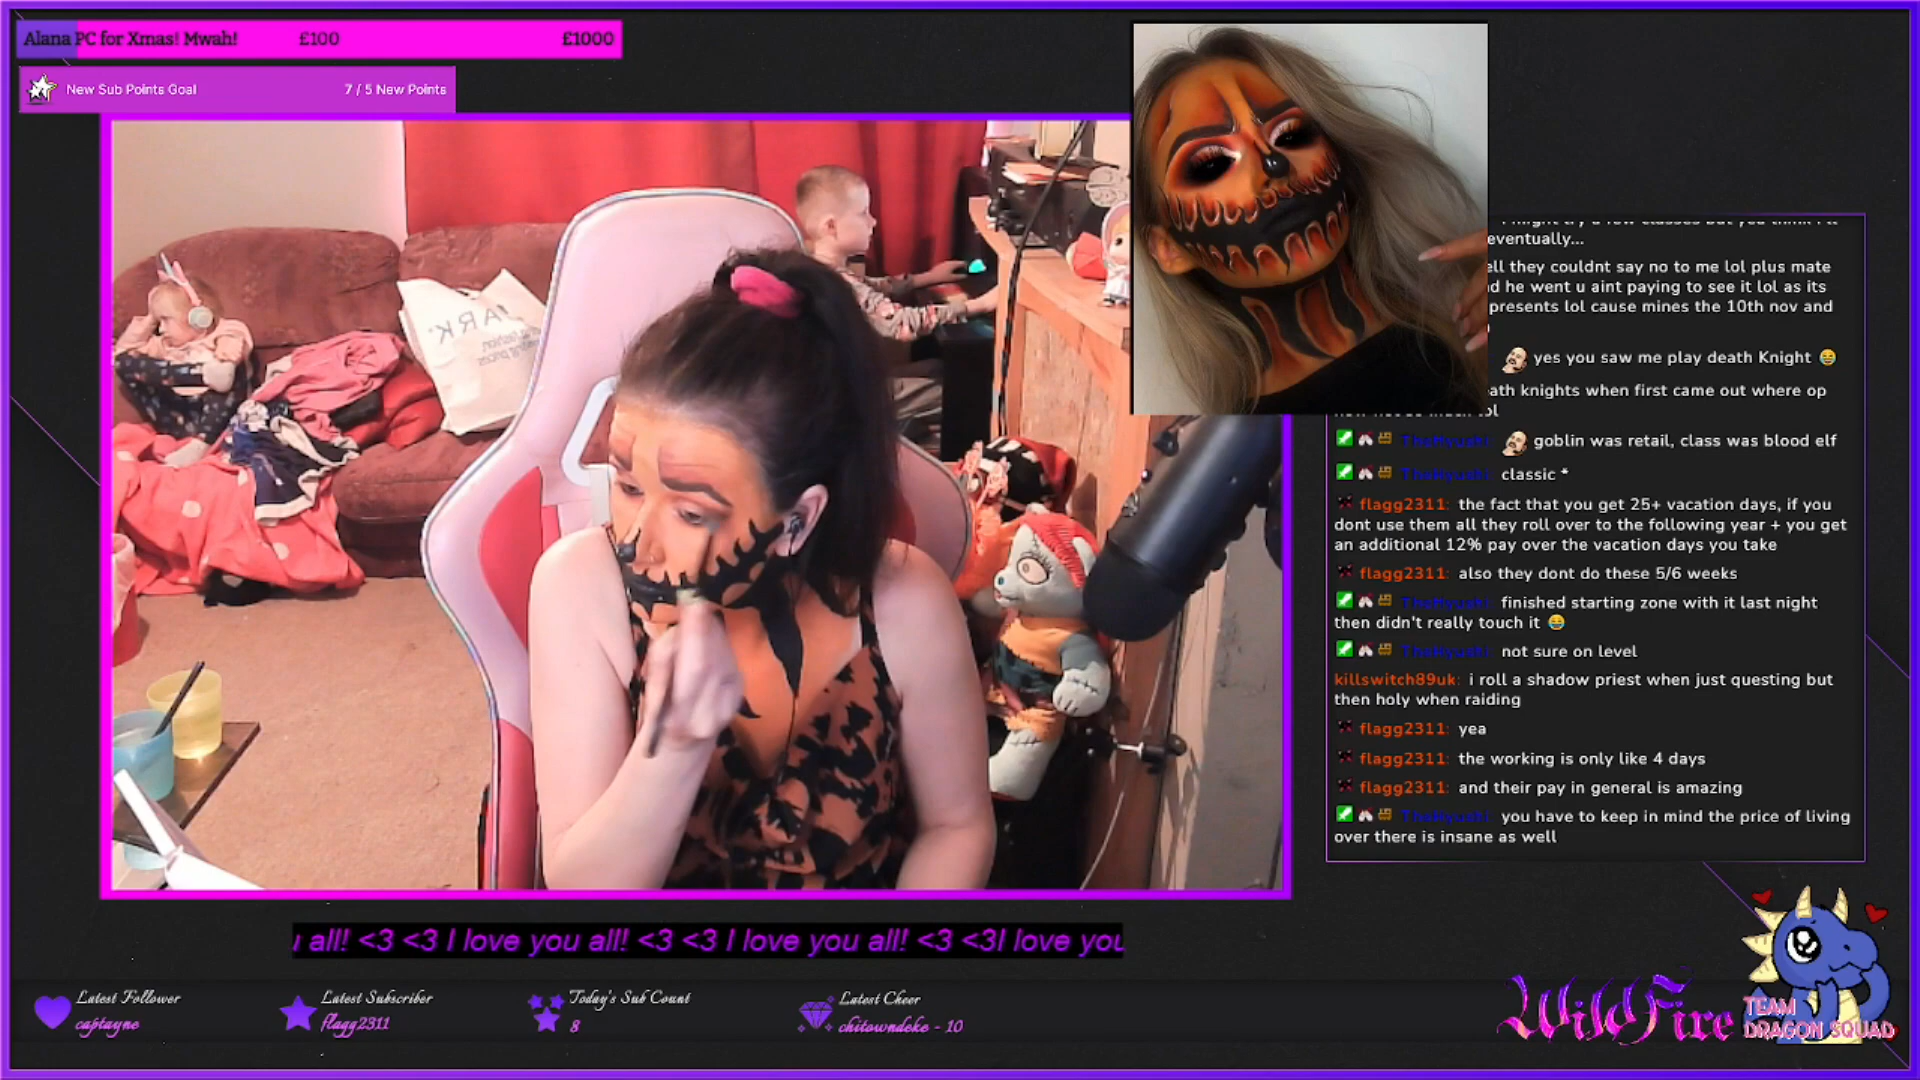 Alana PC for Xmas! Mwah! £100 £1000
New Sub Points Goal 7 / 5 New Points
eventually...
ell they couldnt say no to me lol plus mate
d he went u aint paying to see it lol as its
presents lol cause mines the 10th nov and
yes you saw me play death Knight 😂
ath knights when first came out where op
lol
TheHyushi: goblin was retail, class was blood elf
TheHyushi: classic *
flagg2311: the fact that you get 25+ vacation days, if you
dont use them all they roll over to the following year + you get
an additional 12% pay over the vacation days you take
flagg2311: also they dont do these 5/6 weeks
TheHyushi: finished starting zone with it last night
then didn't really touch it 😂
TheHyushi: not sure on level
killswitch89uk: i roll a shadow priest when just questing but
then holy when raiding
flagg2311: yea
flagg2311: the working is only like 4 days
flagg2311: and their pay in general is amazing
TheHyushi: you have to keep in mind the price of living
over there is insane as well
all! <3 <3 I love you all! <3 <3 I love you all! <3 <3I love you
Latest Follower
captayne
Latest Subscriber
flagg2311
Today's Sub Count
8
Latest Cheer
chitowndeke - 10
WildFire
TEAM
DRAGON SQUAD